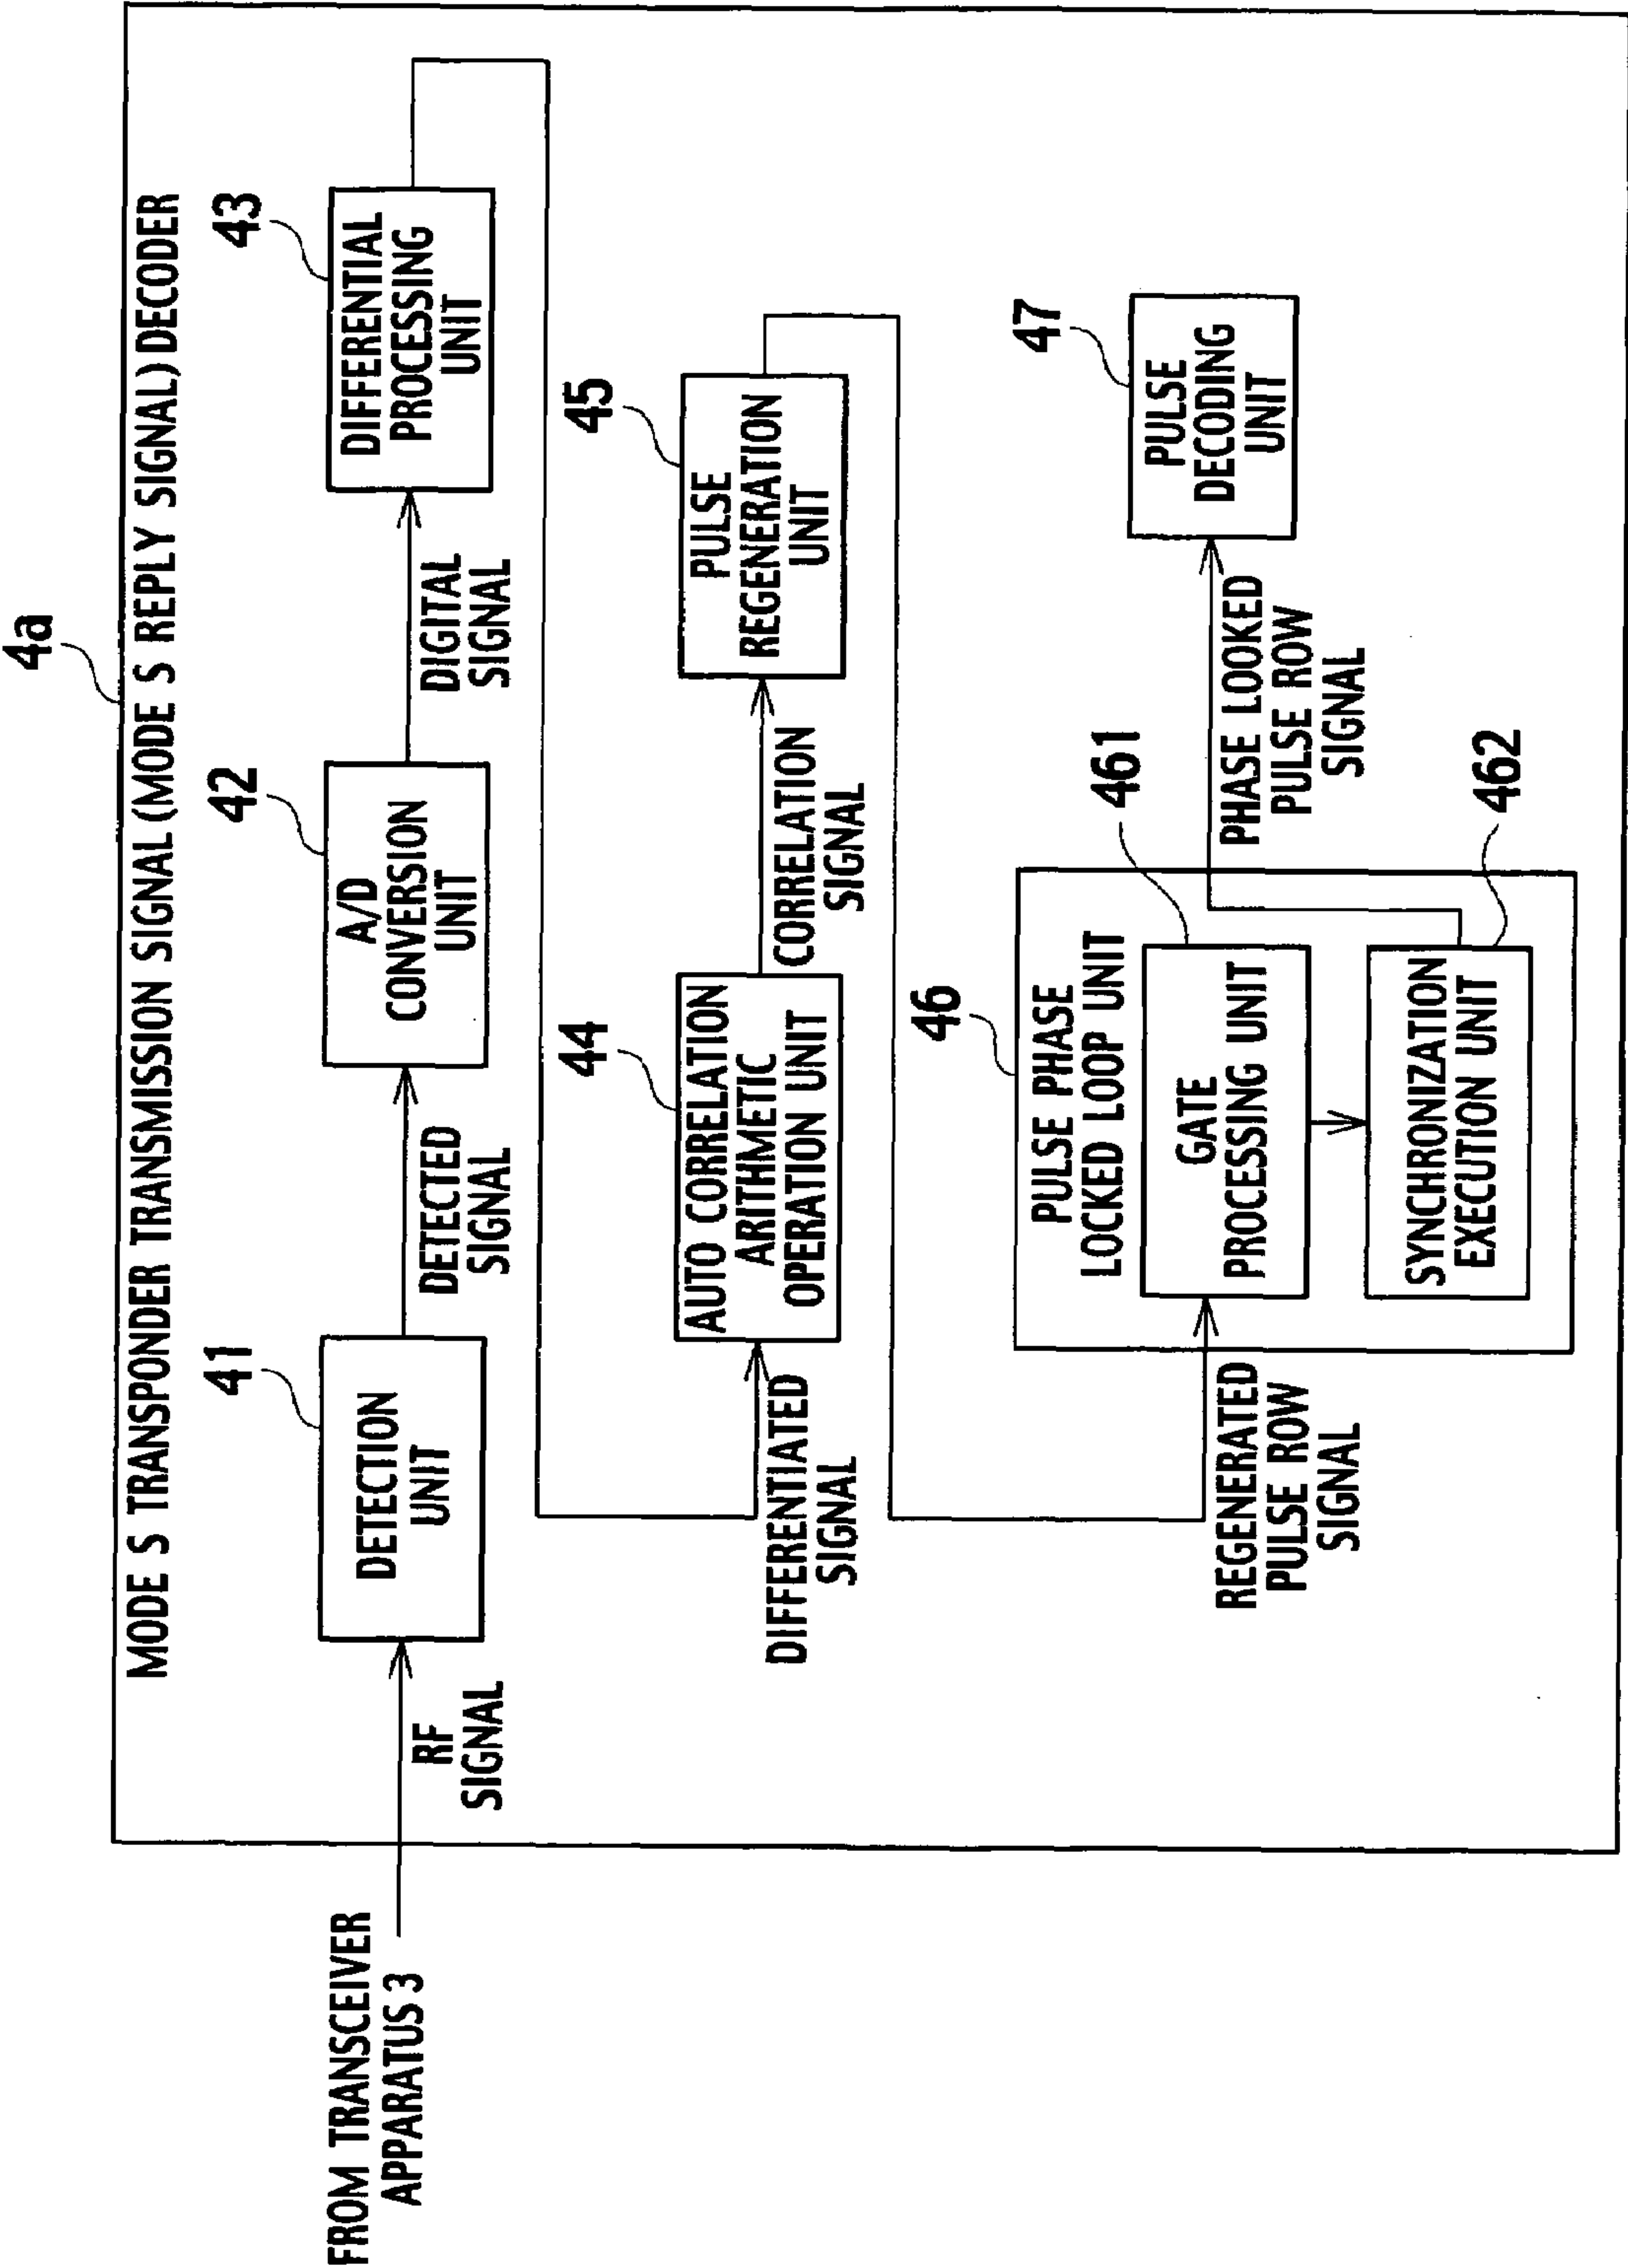 4a
MODE S TRANSPONDER TRANSMISSION SIGNAL (MODE S REPLY SIGNAL) DECODER
FROM TRANSCEIVER
APPARATUS 3
RF
SIGNAL
41
DETECTION
UNIT
DETECTED
SIGNAL
42
A/D
CONVERSION
UNIT
DIGITAL
SIGNAL
43
DIFFERENTIAL
PROCESSING
UNIT
DIFFERENTIATED
SIGNAL
44
AUTO CORRELATION
ARITHMETIC
OPERATION UNIT
CORRELATION
SIGNAL
45
PULSE
REGENERATION
UNIT
REGENERATED
PULSE ROW
SIGNAL
46
PULSE PHASE
LOCKED LOOP UNIT
GATE
PROCESSING UNIT
461
SYNCHRONIZATION
EXECUTION UNIT
462
PHASE LOOKED
PULSE ROW
SIGNAL
47
PULSE
DECODING
UNIT